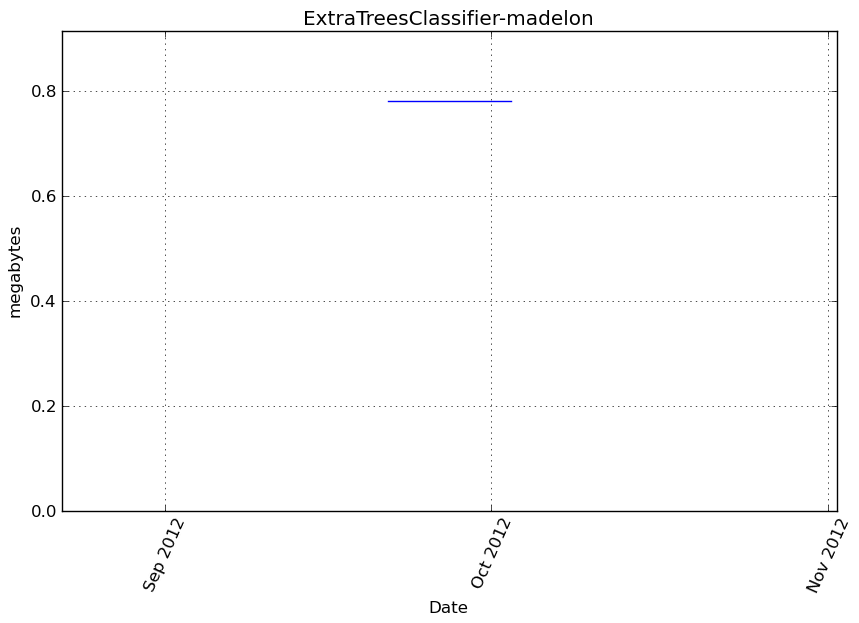 ExtraTreesClassifier-madelon
0.8
0.6
0.4
0.2
0.0
megabytes
Sep 2012
Oct 2012
Nov 2012
Date